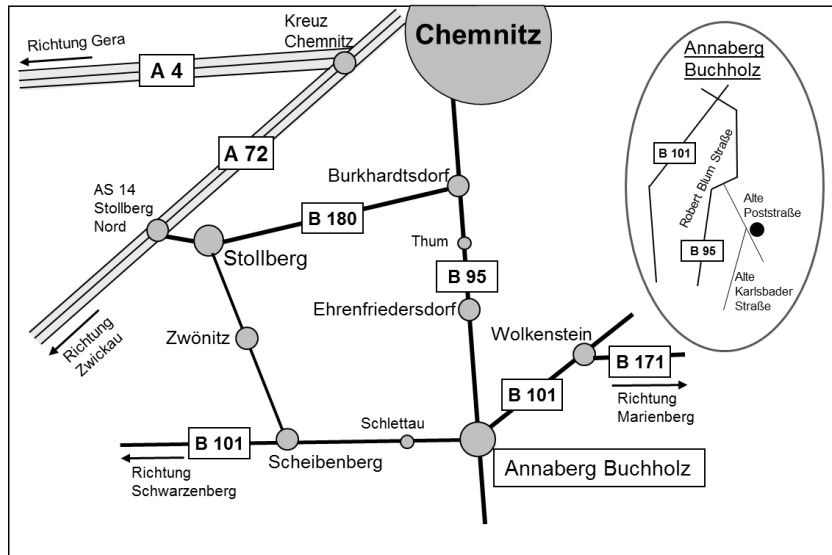 Kreuz
Chemnitz
Richtung Gera
A 4
Chemnitz
Annaberg
Buchholz
A 72
B 101
Robert Blum Straße
AS 14
Stollberg
Nord
Burkhardtsdorf
B 180
Stollberg
Thum
Alte
Poststraße
B 95
B 95
Alte
Karlsbader
Straße
Ehrenfriedersdorf
Richtung
Zwickau
Zwönitz
Wolkenstein
B 171
B 101
Richtung
Marienberg
Schlettau
B 101
Scheibenberg
Annaberg Buchholz
Richtung
Schwarzenberg